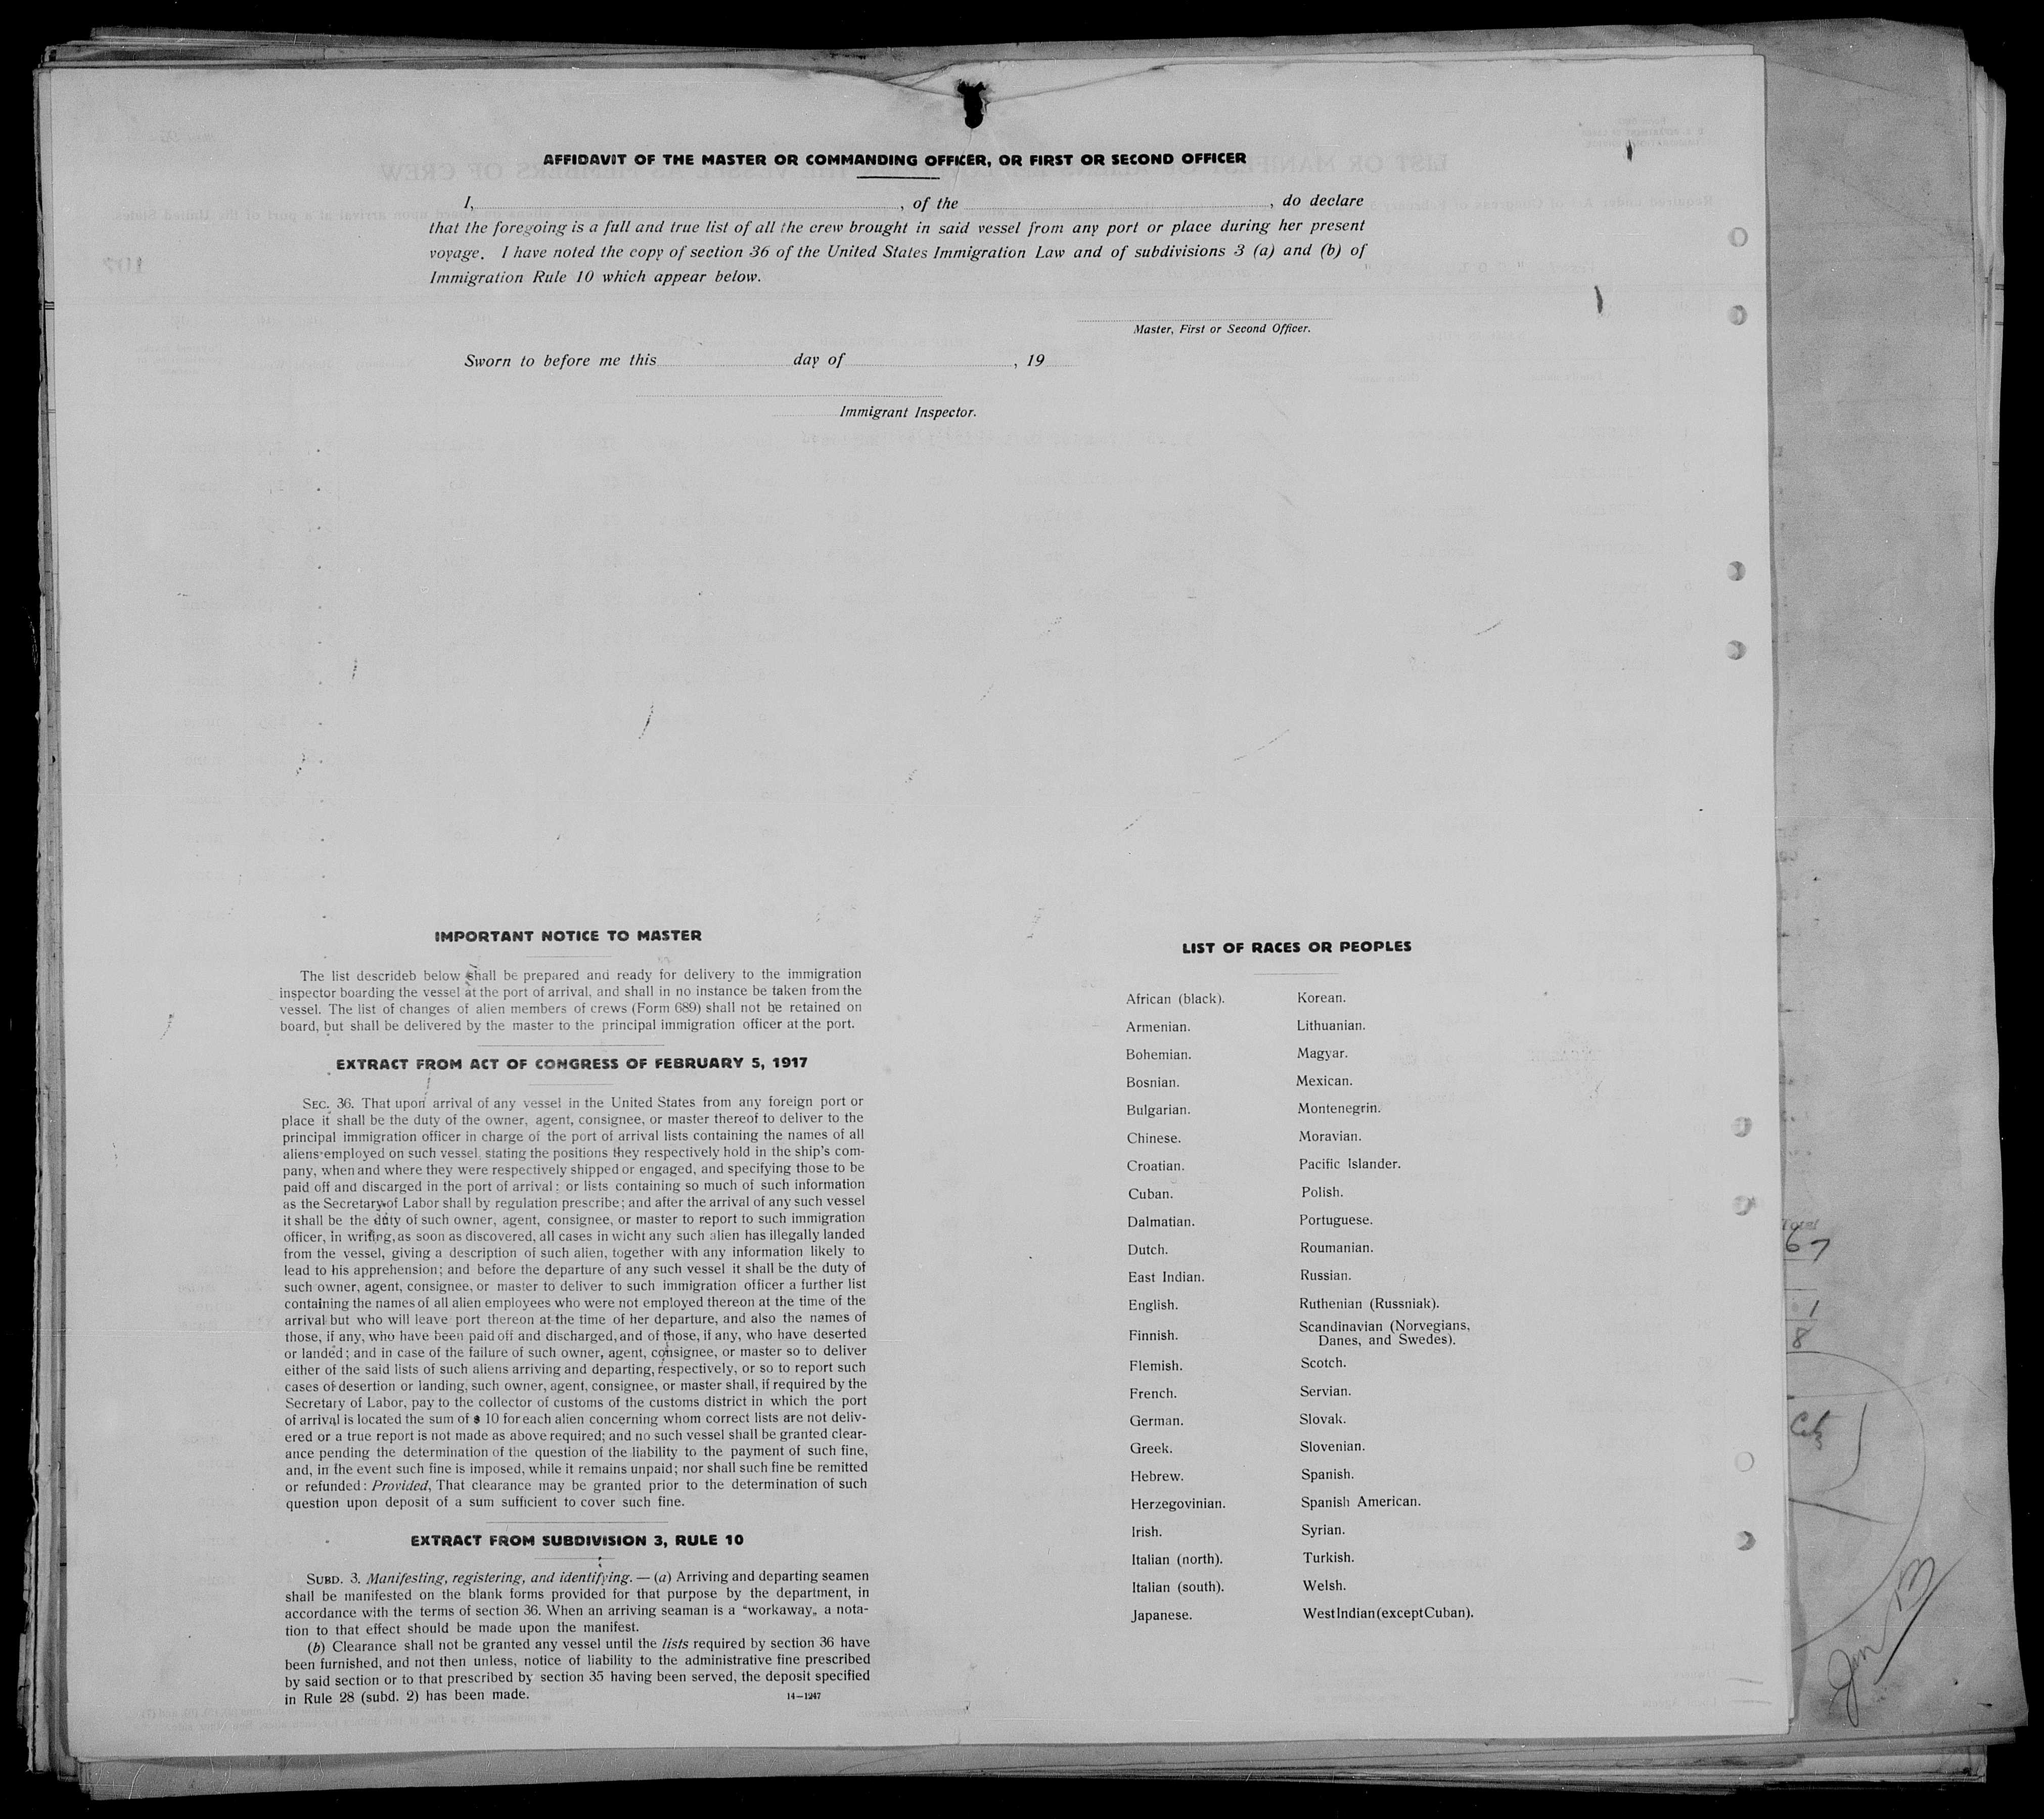 AFFIDAVIT OF THE MASTER OR COMMANDING OFFICER, OR FIRST OR SECOND OFFICER
I, , of the , do declare
that the foregoing is a full and true list of all the crew brought in said vessel from any port or place during her present
voyage. I have noted the copy of section 36 of the United States Immigration Law and of subdivisions 3 (a) and (b) of
Immigration Rule 10 which appear below.
Master, First or Second Officer.
Sworn to before me this day of , 19
Immigrant Inspector.
IMPORTANT NOTICE TO MASTER
The list descrideb below shall be prepared and ready for delivery to the immigration
inspector boarding the vessel at the port of arrival, and shall in no instance be taken from the
vessel. The list of changes of alien members of crews (Form 689) shall not be retained on
board, but shall be delivered by the master to the principal immigration officer at the port.
EXTRACT FROM ACT OF CONGRESS OF FEBRUARY 5, 1917
SEC. 36. That upon arrival of any vessel in the United States from any foreign port or
place it shall be the duty of the owner, agent, consignee, or master thereof to deliver to the
principal immigration officer in charge of the port of arrival lists containing the names of all
aliens employed on such vessel, stating the positions they respectively hold in the ship's com-
pany, when and where they were respectively shipped or engaged, and specifying those to be
paid off and discarged in the port of arrival; or lists containing so much of such information
as the Secretary of Labor shall by regulation prescribe; and after the arrival of any such vessel
it shall be the duty of such owner, agent, consignee, or master to report to such immigration
officer, in writing, as soon as discovered, all cases in wicht any such alien has illegally landed
from the vessel, giving a description of such alien, together with any information likely to
lead to his apprehension; and before the departure of any such vessel it shall be the duty of
such owner, agent, consignee, or master to deliver to such immigration officer a further list
containing the names of all alien employees who were not employed thereon at the time of the
arrival but who will leave port thereon at the time of her departure, and also the names of
those, if any, who have been paid off and discharged, and of those, if any, who have deserted
or landed; and in case of the failure of such owner, agent, consignee, or master so to deliver
either of the said lists of such aliens arriving and departing, respectively, or so to report such
cases of desertion or landing, such owner, agent, consignee, or master shall, if required by the
Secretary of Labor, pay to the collector of customs of the customs district in which the port
of arrival is located the sum of $ 10 for each alien concerning whom correct lists are not deliv-
ered or a true report is not made as above required; and no such vessel shall be granted clear-
ance pending the determination of the question of the liability to the payment of such fine,
and, in the event such fine is imposed, while it remains unpaid; nor shall such fine be remitted
or refunded: Provided, That clearance may be granted prior to the determination of such
question upon deposit of a sum sufficient to cover such fine.
EXTRACT FROM SUBDIVISION 3, RULE 10
SUBD. 3. Manifesting, registering, and identifying. — (a) Arriving and departing seamen
shall be manifested on the blank forms provided for that purpose by the department, in
accordance with the terms of section 36. When an arriving seaman is a "workaway„ a nota-
tion to that effect should be made upon the manifest.
(b) Clearance shall not be granted any vessel until the lists required by section 36 have
been furnished, and not then unless, notice of liability to the administrative fine prescribed
by said section or to that prescribed by section 35 having been served, the deposit specified
in Rule 28 (subd. 2) has been made.
14—1247
LIST OF RACES OR PEOPLES
African (black).
Armenian.
Bohemian.
Bosnian.
Bulgarian.
Chinese.
Croatian.
Cuban.
Dalmatian.
Dutch.
East Indian.
English.
Finnish.
Flemish.
French.
German.
Greek.
Hebrew.
Herzegovinian.
Irish.
Italian (north).
Italian (south).
Japanese.
Korean.
Lithuanian.
Magyar.
Mexican.
Montenegrin.
Moravian.
Pacific Islander.
Polish.
Portuguese.
Roumanian.
Russian.
Ruthenian (Russniak).
Scandinavian (Norvegians,
Danes, and Swedes).
Scotch.
Servian.
Slovak.
Slovenian.
Spanish.
Spanish American.
Syrian.
Turkish.
Welsh.
WestIndian(exceptCuban).
Total
67
1
8